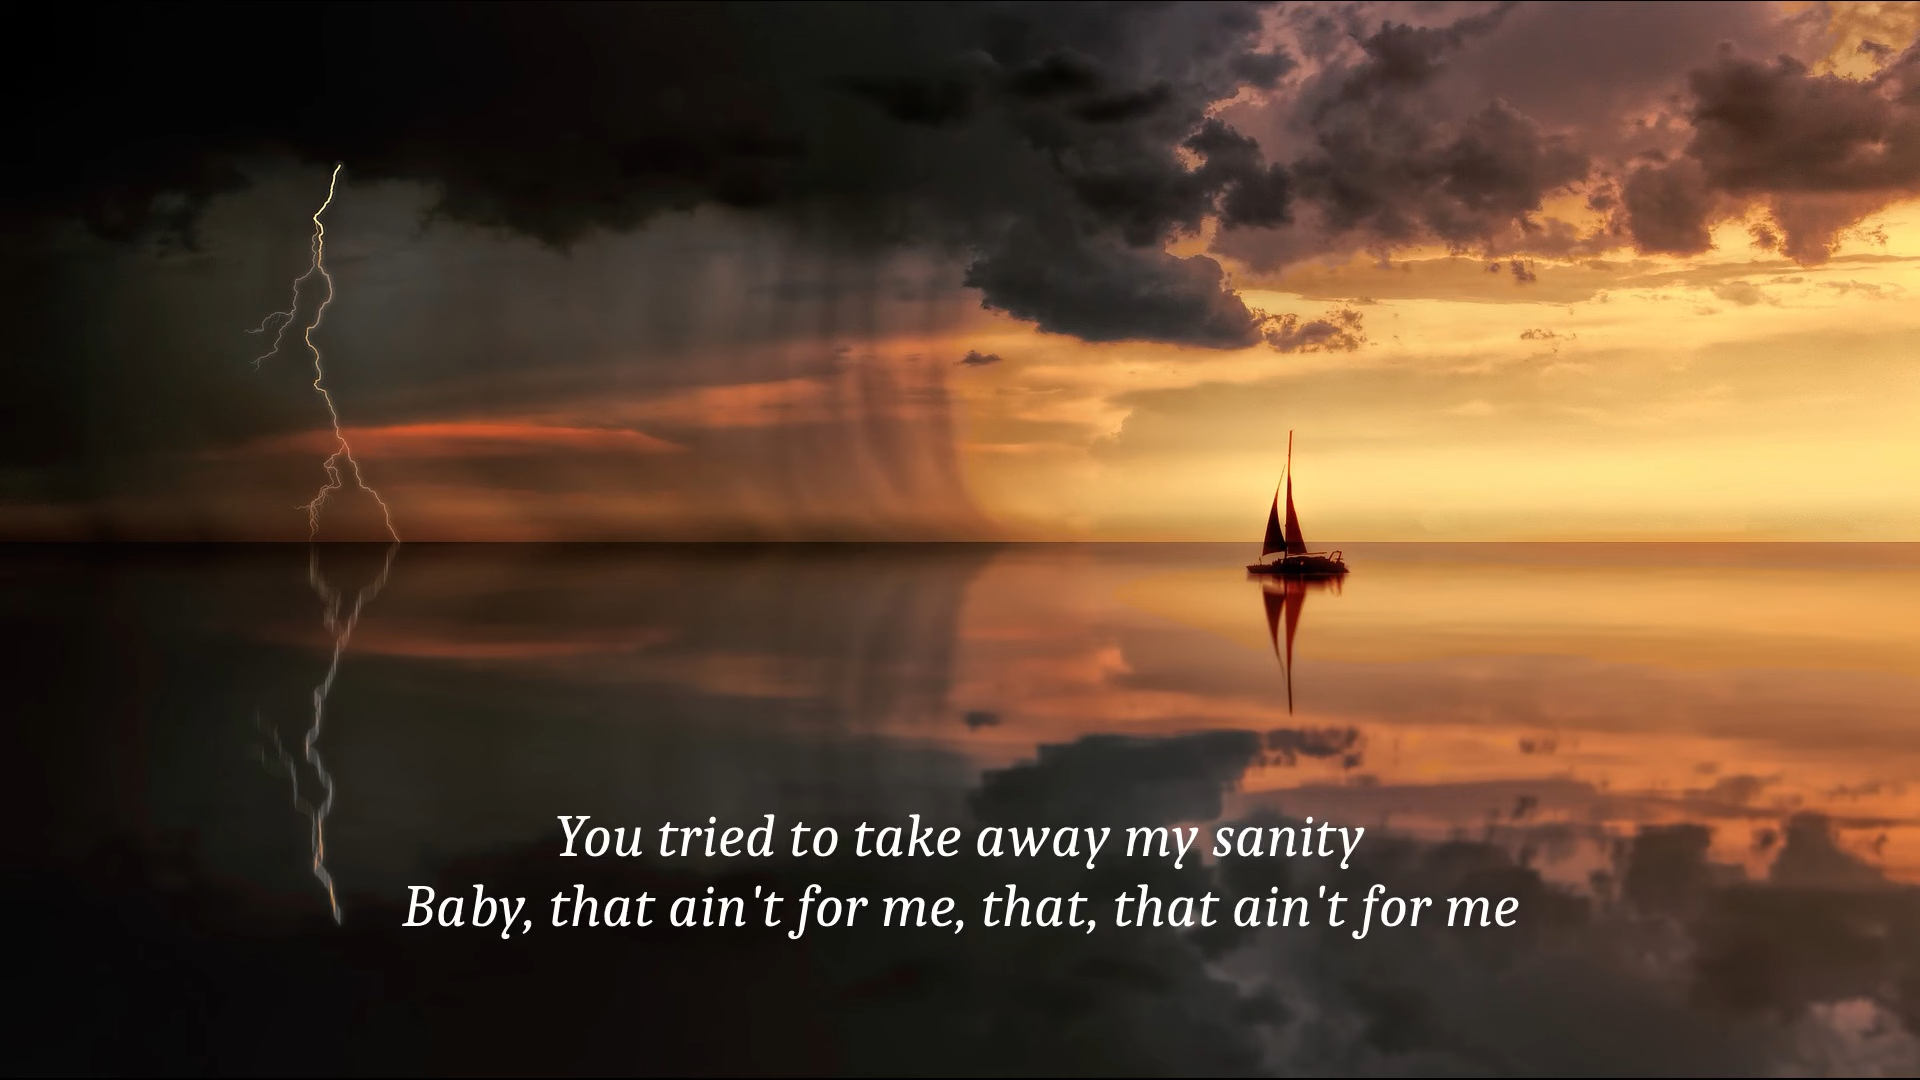 You tried to take away my sanity
Baby, that ain't for me, that, that ain't for me